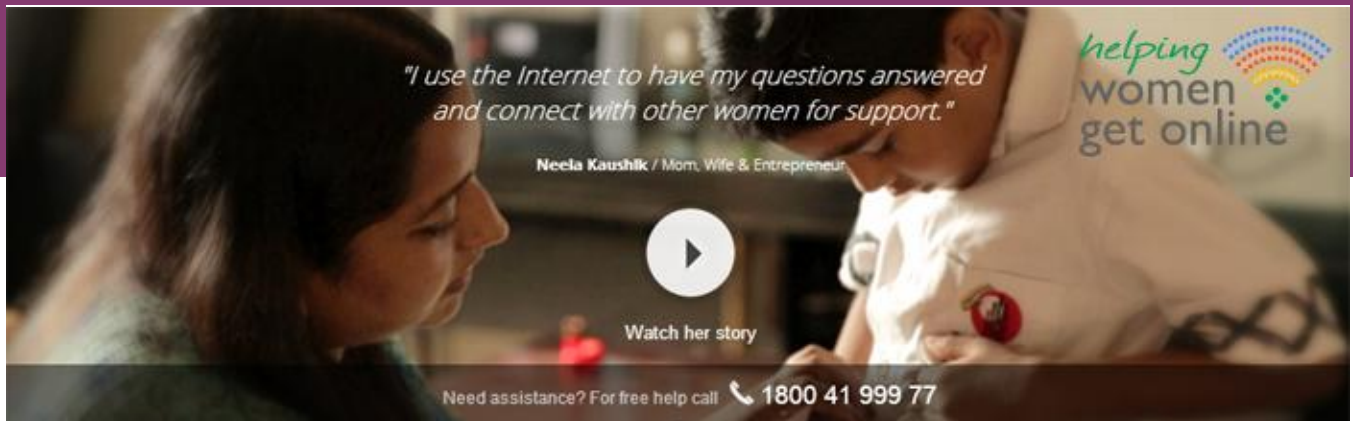 "I use the Internet to have my questions answered
and connect with other women for support."
Neela Kaushik / Mom, Wife & Entrepreneur
helping
women
get online
Watch her story
Need assistance? For free help call 1800 41 999 77